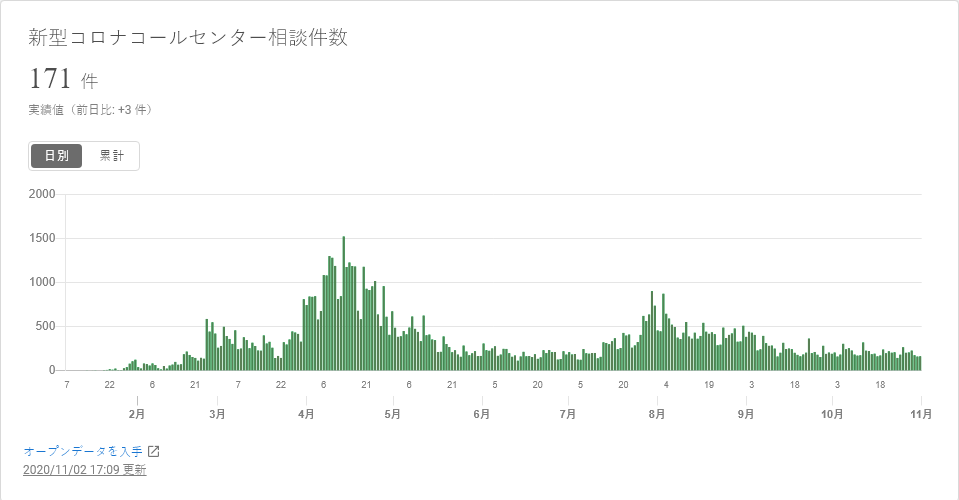 新型コロナコールセンター相談件数
171 件
実績値（前日比: +3 件）
日別 累計
2000
1500
1000
500
0
7 22 6 21 7 22 6 21 6 21 5 20 5 20 4 19 3 18 3 18
2月 3月 4月 5月 6月 7月 8月 9月 10月 11月
オープンデータを入手
2020/11/02 17:09 更新